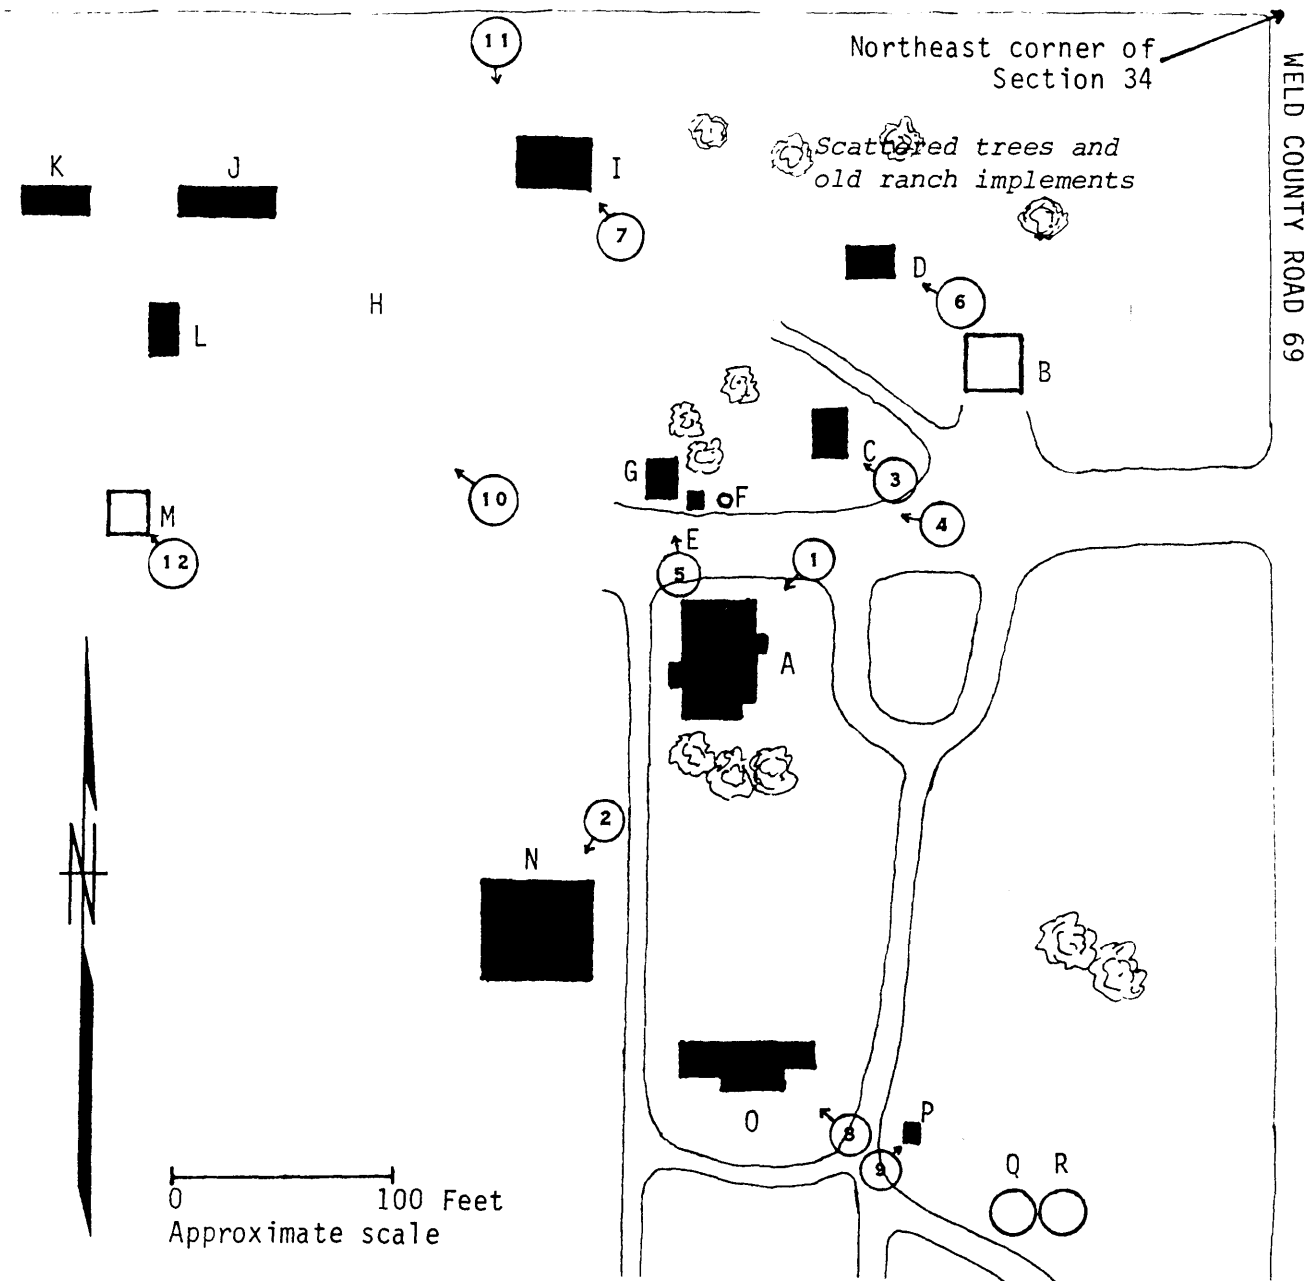 11
Northeast corner of
Section 34
WELD COUNTY ROAD 69
Scattered trees and
old ranch implements
K
J
I
7
D
6
H
L
B
C
G
3
F
10
4
M
E
1
12
5
A
2
N
N
O
8
P
9
Q R
0 100 Feet
Approximate scale